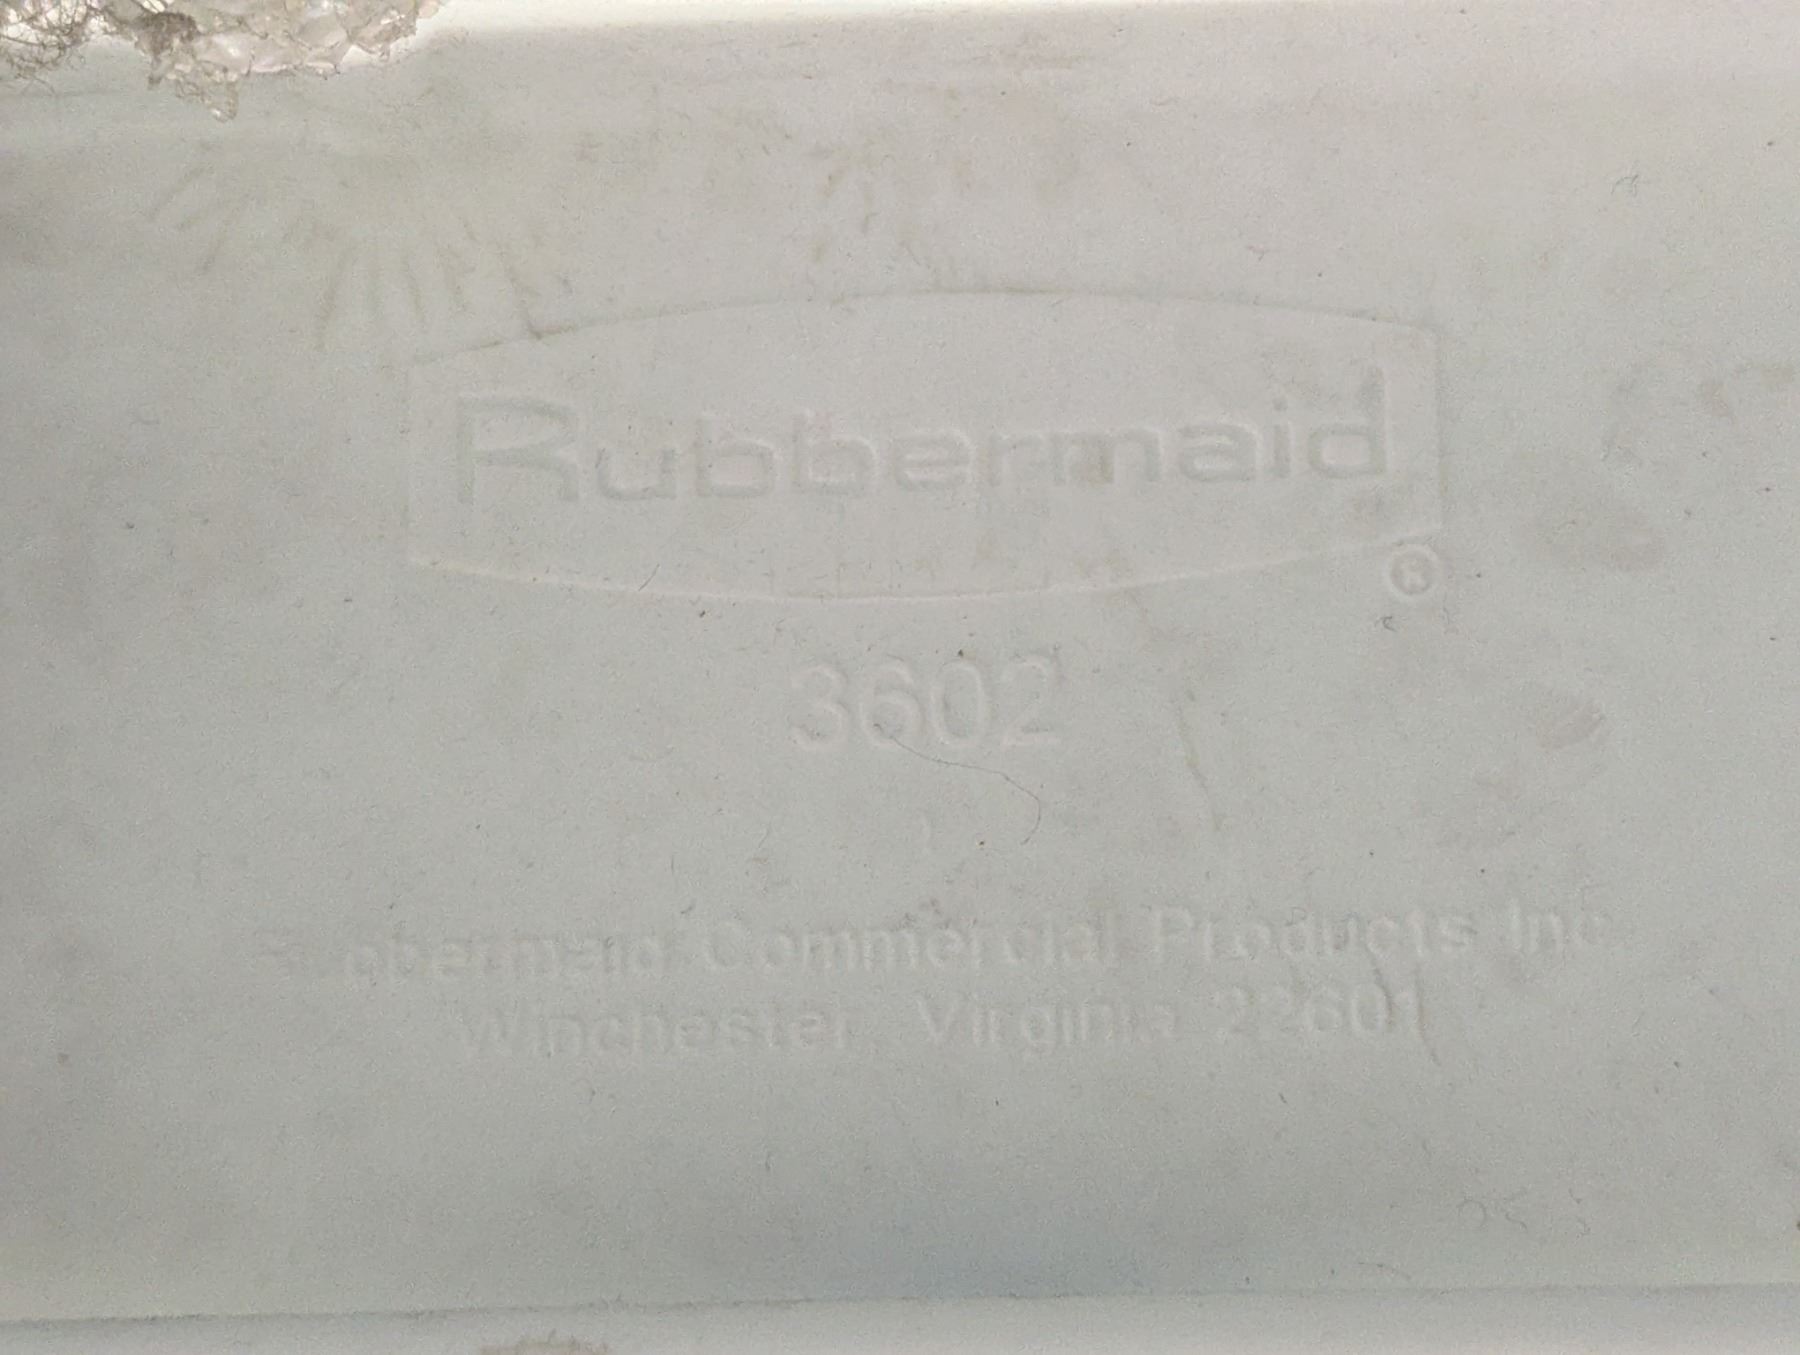 Rubbermaid
®
3602
Rubbermaid Commercial Products Inc
Winchester, Virginia 22601